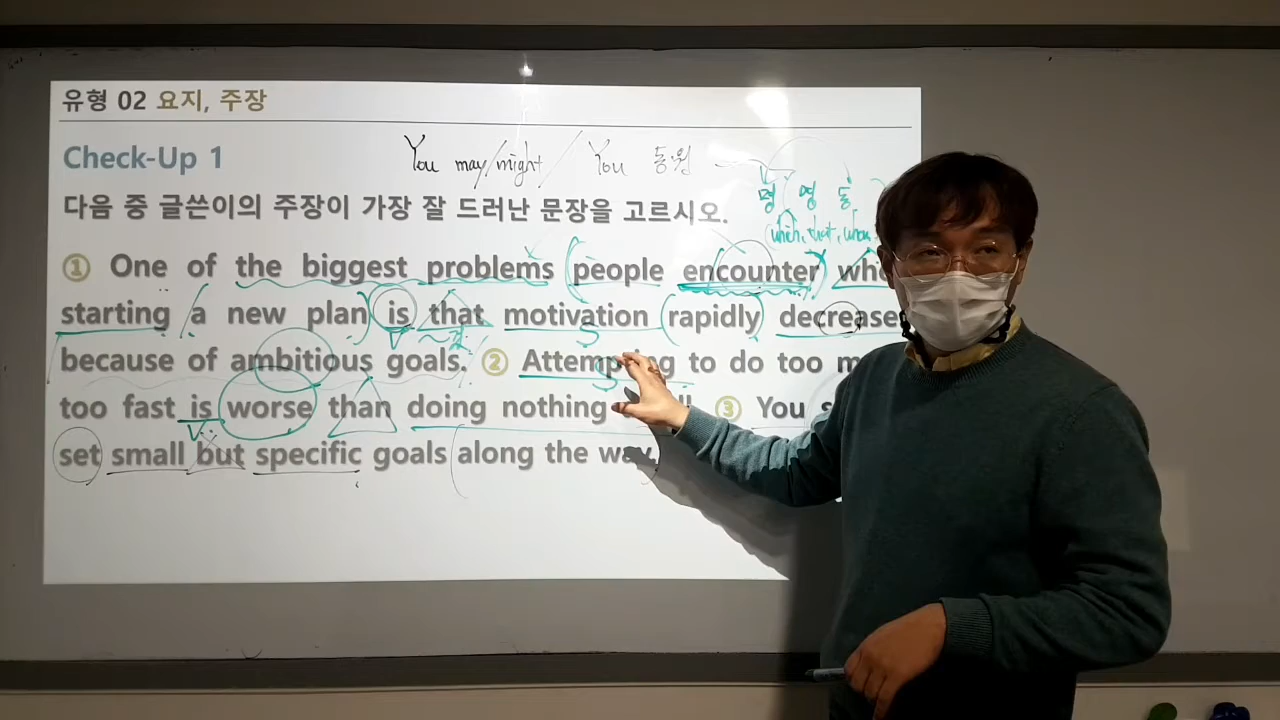 유형 02 요지, 주장
Check-Up 1
You may/might / You 동원
다음 중 글쓴이의 주장이 가장 잘 드러난 문장을 고르시오.
명 명 동
① One of the biggest problems people encounter
starting a new plan is that motivation rapidly decreases
because of ambitious goals. ② Attempting to do too
too fast is worse than doing nothing ③ You
set small but specific goals along the way.